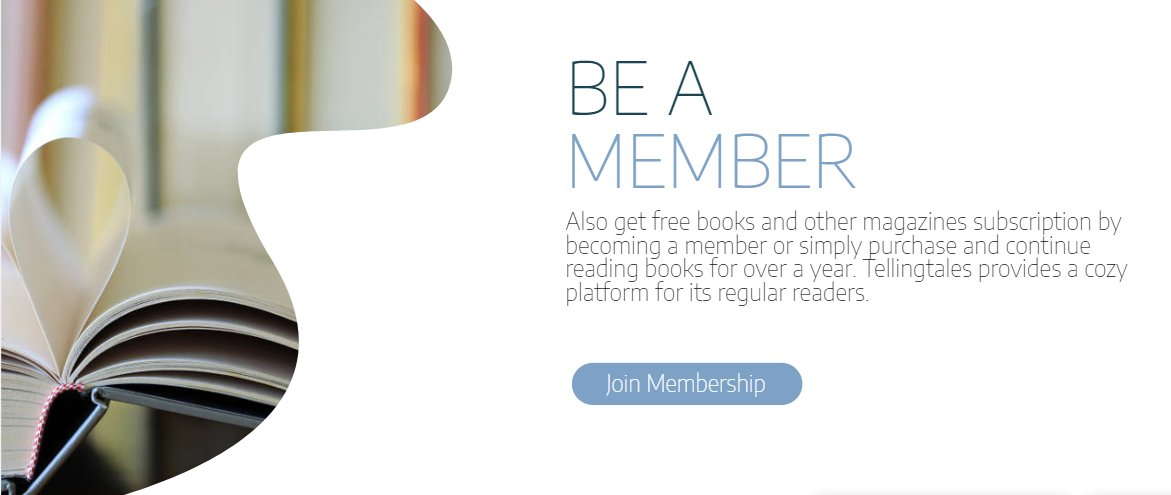 BE A
MEMBER
Also get free books and other magazines subscription by
becoming a member or simply purchase and continue
reading books for over a year. Tellingtales provides a cozy
platform for its regular readers.
Join Membership